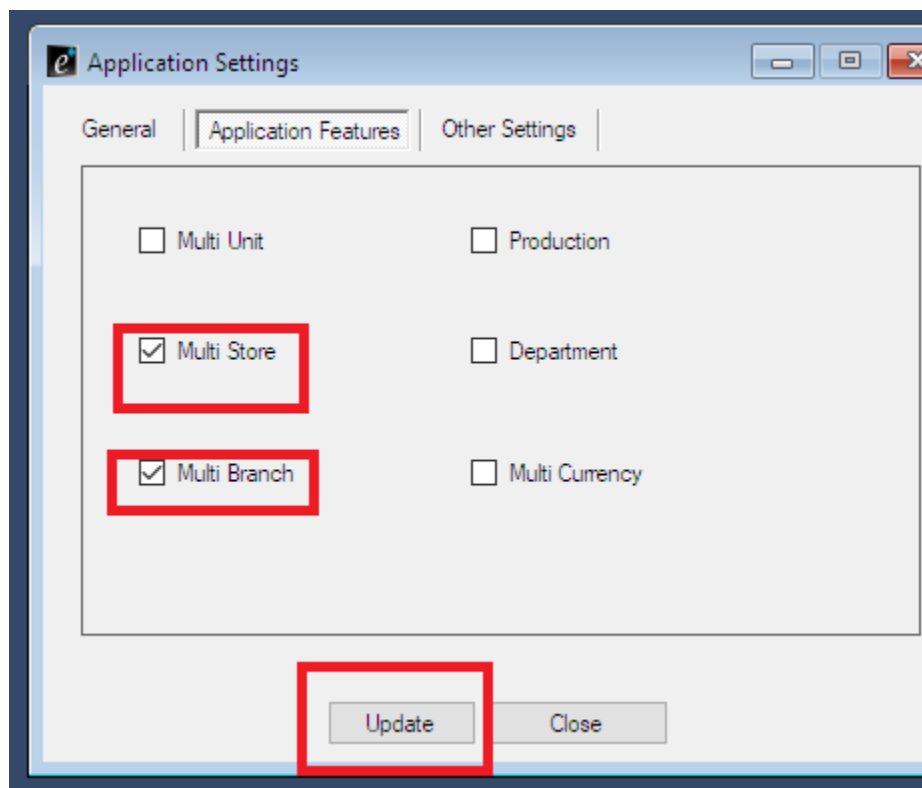 Application Settings
General Application Features Other Settings
Multi Unit Production
Multi Store Department
Multi Branch Multi Currency
Update Close